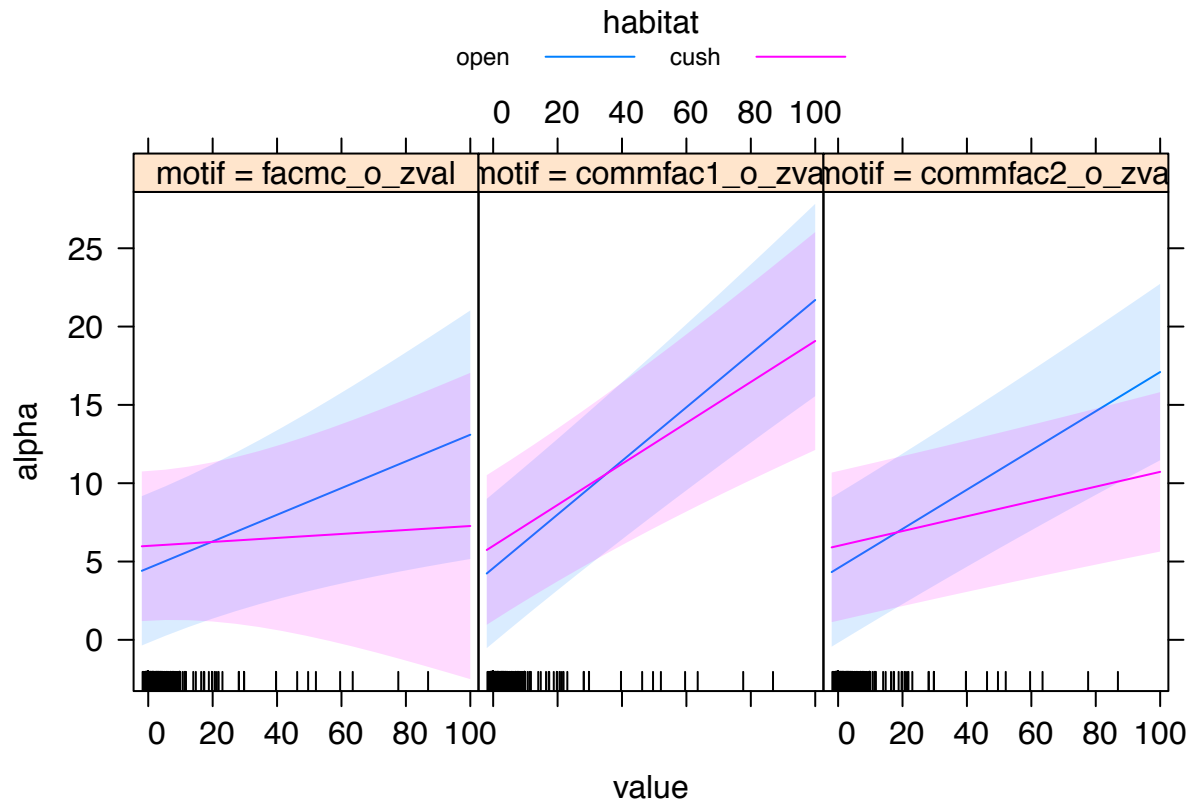 habitat
open cush
0 20 40 60 80 100
motif = facmc_o_zval motif = commfac1_o_zva motif = commfac2_o_zva
25
20
15
10
5
0
alpha
0 20 40 60 80 100 0 20 40 60 80 100
value